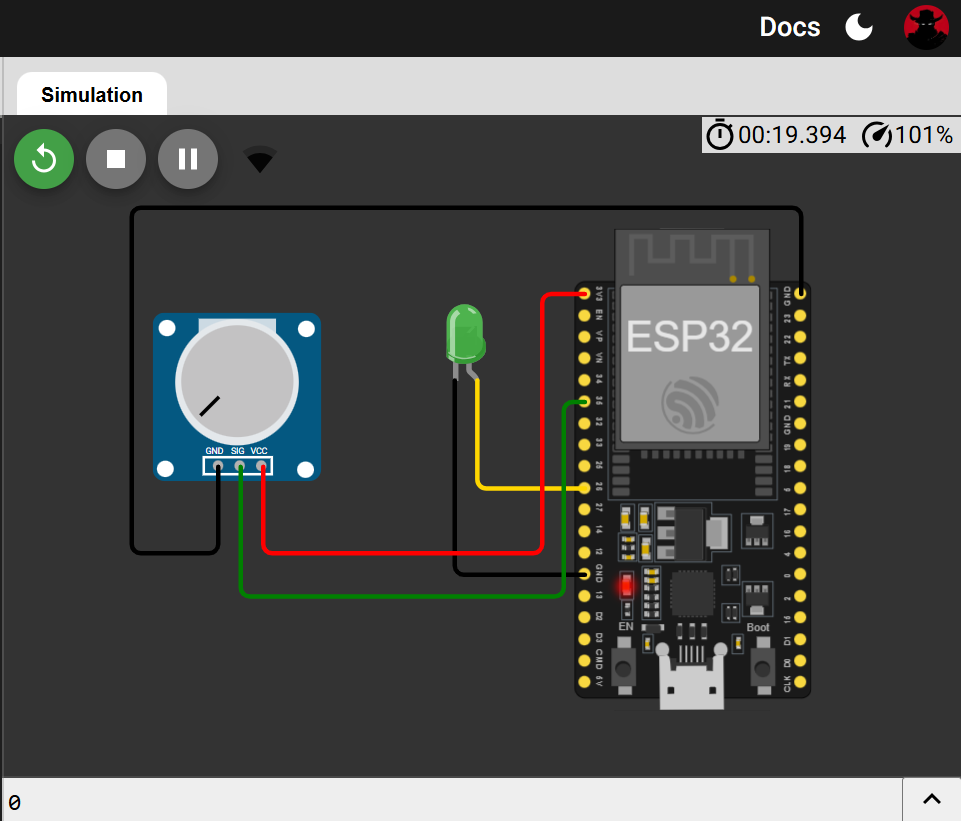 Docs
Simulation
00:19.394 101%
ESP32
GND SIG VCC
3V3
EN
VP
VN
34
35
32
33
25
26
27
14
12
GND
13
D2
D3
CMD
5V
GND
23
22
TX
RX
21
GND
19
18
5
17
16
4
0
2
15
D1
D0
CLK
EN
Boot
0